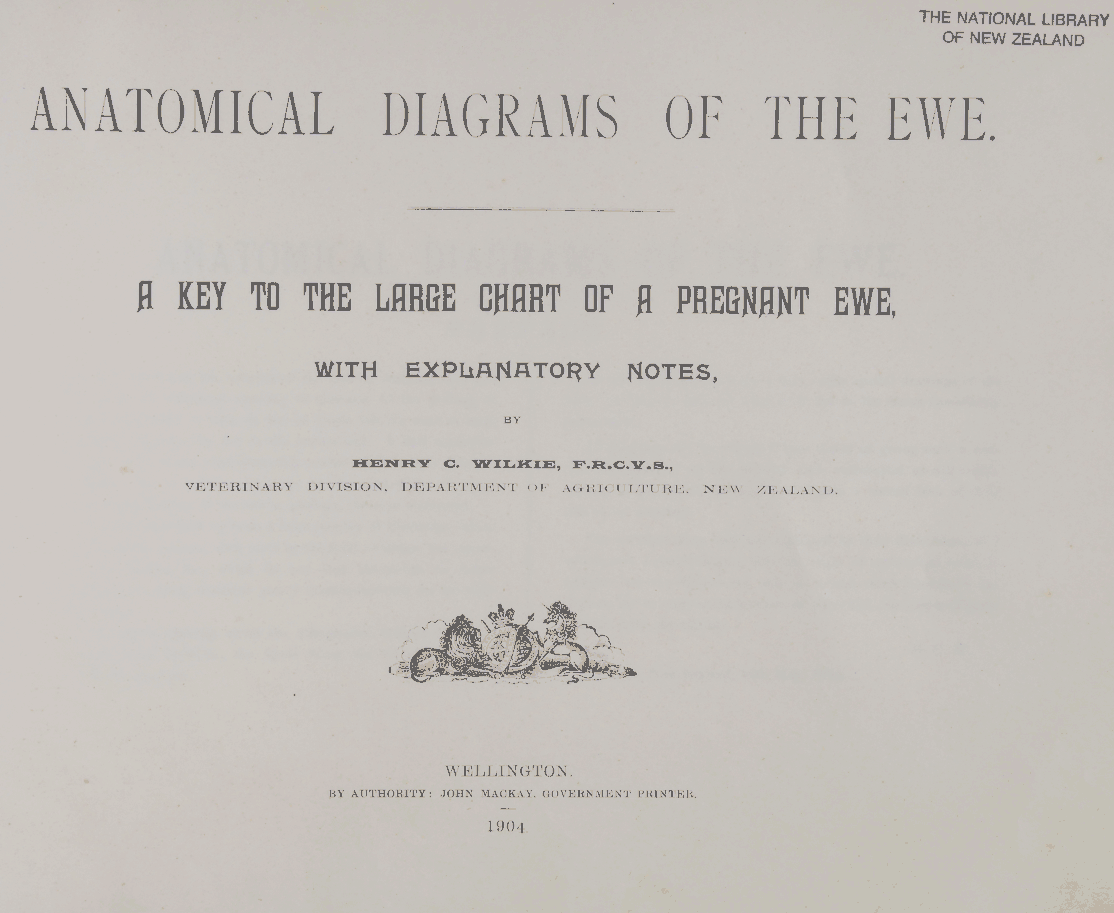 THE NATIONAL LIBRARY
OF NEW ZEALAND
ANATOMICAL DIAGRAMS OF THE EWE.
A KEY TO THE LARGE CHART OF A PREGNANT EWE,
WITH EXPLANATORY NOTES,
BY
HENRY C. WILKIE, F.R.C.V.S.,
VETERINARY DIVISION, DEPARTMENT OF AGRICULTURE, NEW ZEALAND.
WELLINGTON.
BY AUTHORITY: JOHN MACKAY, GOVERNMENT PRINTER.
1904